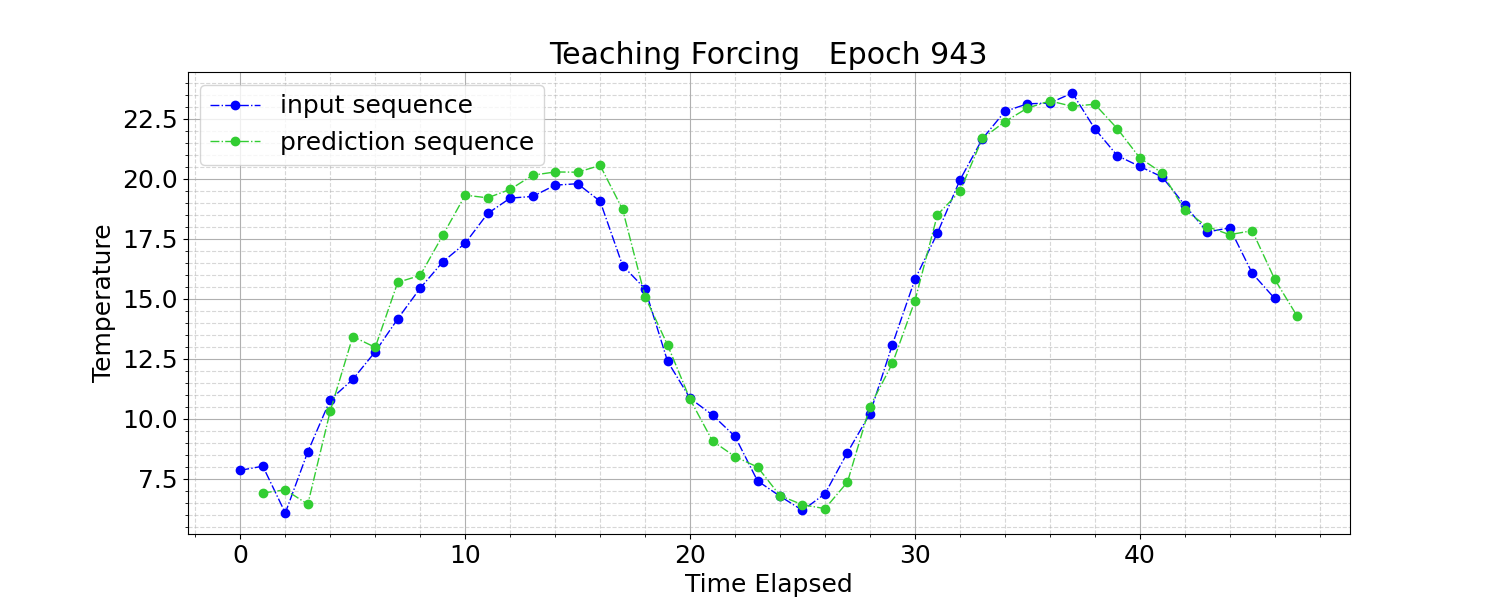 Teaching Forcing   Epoch 943
input sequence
prediction sequence
22.5
20.0
17.5
15.0
12.5
10.0
7.5
Temperature
0 10 20 30 40
Time Elapsed